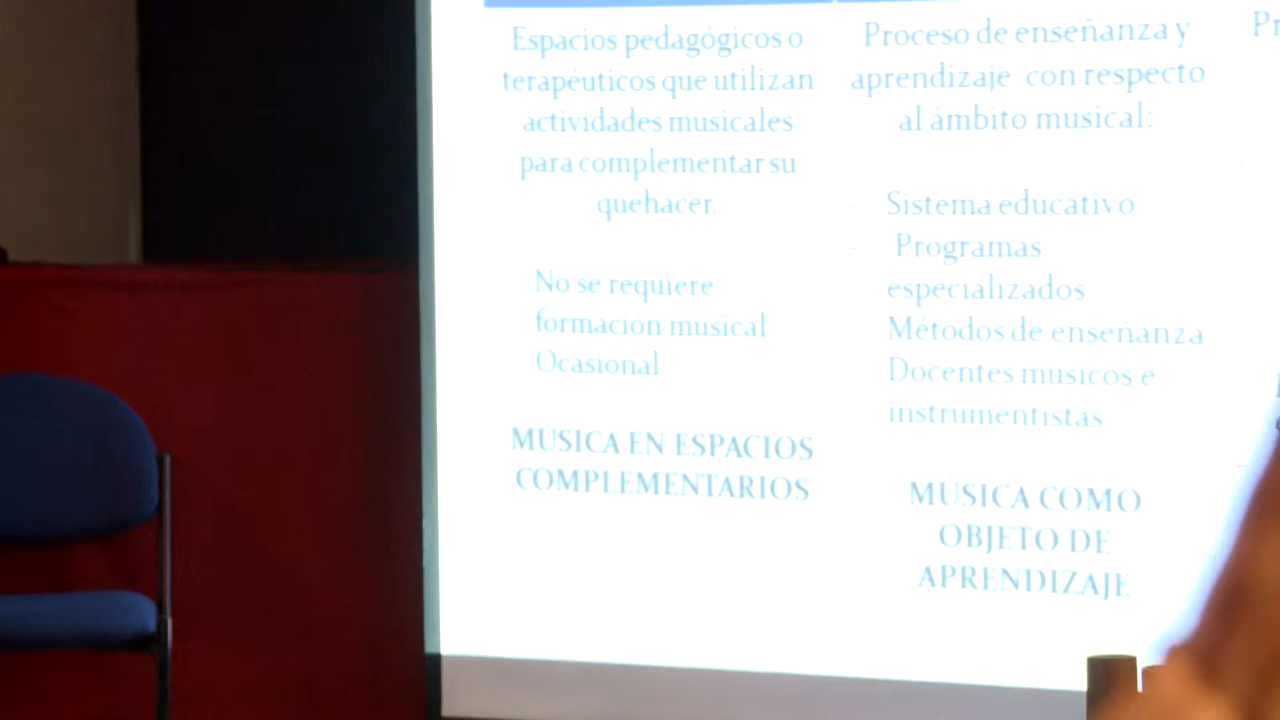 Espacios pedagógicos o
terapéuticos que utilizan
actividades musicales
para complementar su
quehacer.
No se requiere
formación musical
Ocasional
MÚSICA EN ESPACIOS
COMPLEMENTARIOS
Proceso de enseñanza y
aprendizaje con respecto
al ámbito musical:
Sistema educativo
Programas
especializados
Métodos de enseñanza
Docentes musicos e
instrumentistas.
MÚSICA COMO
OBJETO DE
APRENDIZAJE